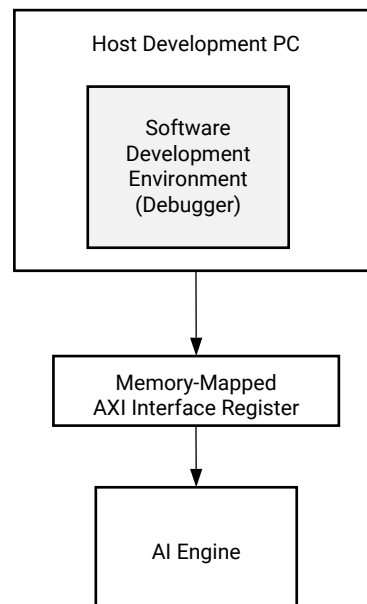 Host Development PC
Software
Development
Environment
(Debugger)
Memory-Mapped
AXI Interface Register
AI Engine